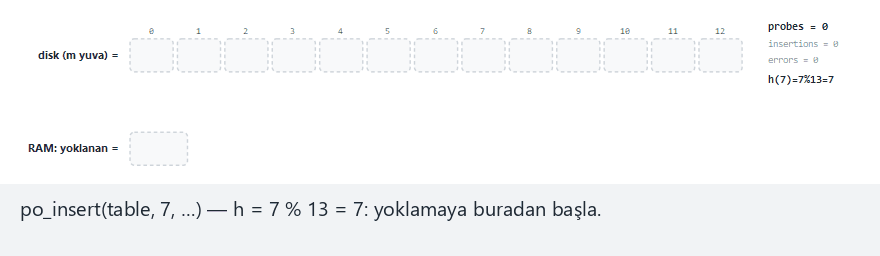 0 1 2 3 4 5 6 7 8 9 10 11 12
disk (m yuva) =
probes = 0
insertions = 0
errors = 0
h(7)=7%13=7
RAM: yoklanan =
po_insert(table, 7, …) — h = 7 % 13 = 7: yoklamaya buradan başla.